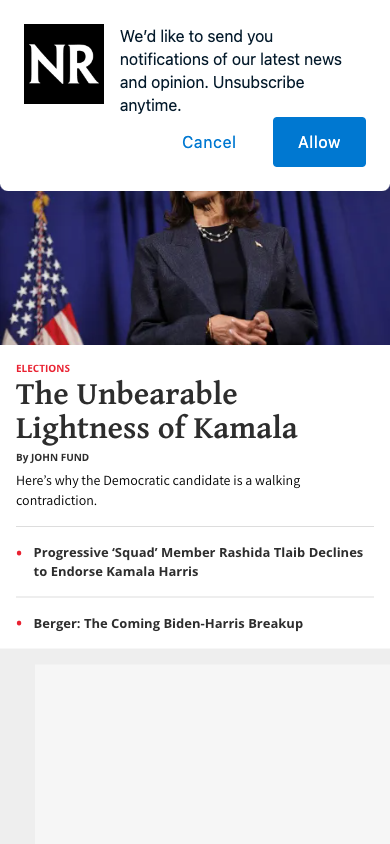 NR
We’d like to send you
notifications of our latest news
and opinion. Unsubscribe
anytime.
Cancel
Allow
ELECTIONS
The Unbearable
Lightness of Kamala
By JOHN FUND
Here’s why the Democratic candidate is a walking
contradiction.
• Progressive ‘Squad’ Member Rashida Tlaib Declines
to Endorse Kamala Harris
• Berger: The Coming Biden-Harris Breakup